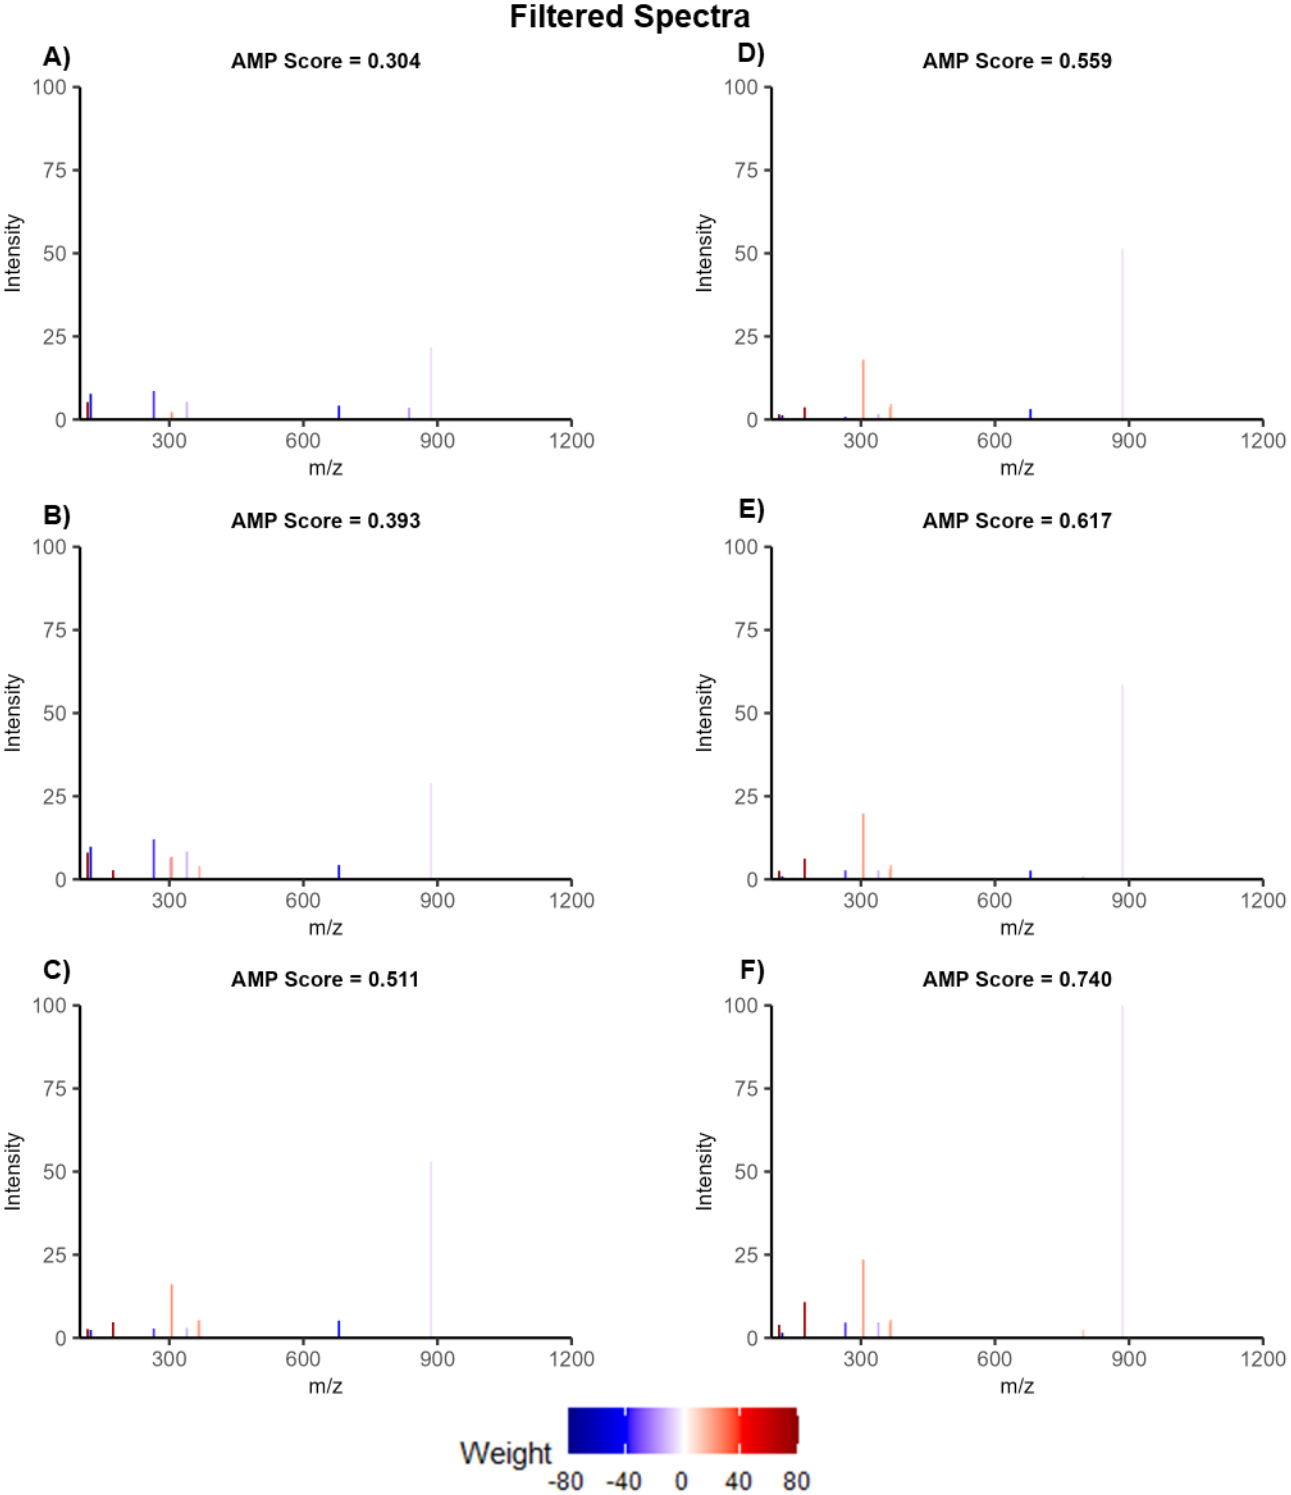 Filtered Spectra
A)
AMP Score = 0.304
100
75
50
25
0
Intensity
300 600 900 1200
m/z
D)
AMP Score = 0.559
100
75
50
25
0
Intensity
300 600 900 1200
m/z
B)
AMP Score = 0.393
100
75
50
25
0
Intensity
300 600 900 1200
m/z
E)
AMP Score = 0.617
100
75
50
25
0
Intensity
300 600 900 1200
m/z
C)
AMP Score = 0.511
100
75
50
25
0
Intensity
300 600 900 1200
m/z
F)
AMP Score = 0.740
100
75
50
25
0
Intensity
300 600 900 1200
m/z
Weight
-80 -40 0 40 80